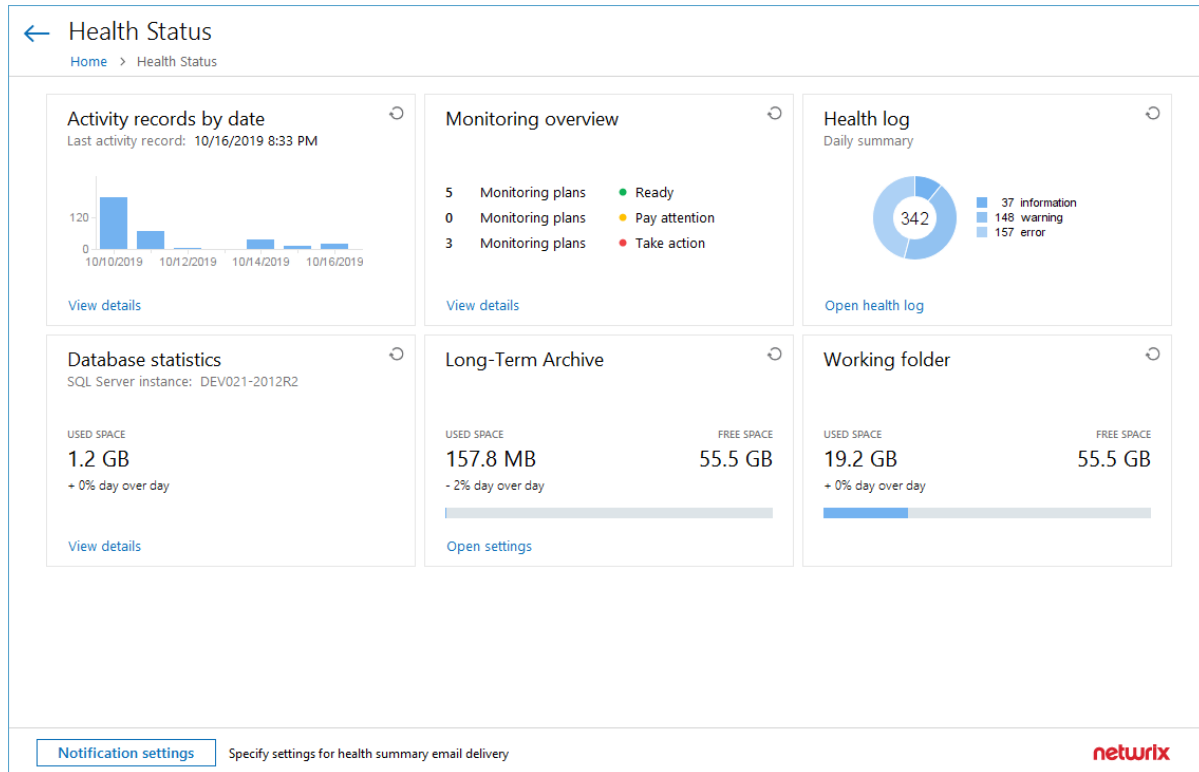 Health Status
Home > Health Status
Activity records by date
Last activity record: 10/16/2019 8:33 PM
120
0
10/10/2019 10/12/2019 10/14/2019 10/16/2019
View details
Monitoring overview
5 Monitoring plans Ready
0 Monitoring plans Pay attention
3 Monitoring plans Take action
View details
Health log
Daily summary
342
37 information
148 warning
157 error
Open health log
Database statistics
SQL Server instance: DEV021-2012R2
USED SPACE
1.2 GB
+ 0% day over day
View details
Long-Term Archive
USED SPACE FREE SPACE
157.8 MB 55.5 GB
- 2% day over day
Open settings
Working folder
USED SPACE FREE SPACE
19.2 GB 55.5 GB
+ 0% day over day
Notification settings Specify settings for health summary email delivery
netwrix